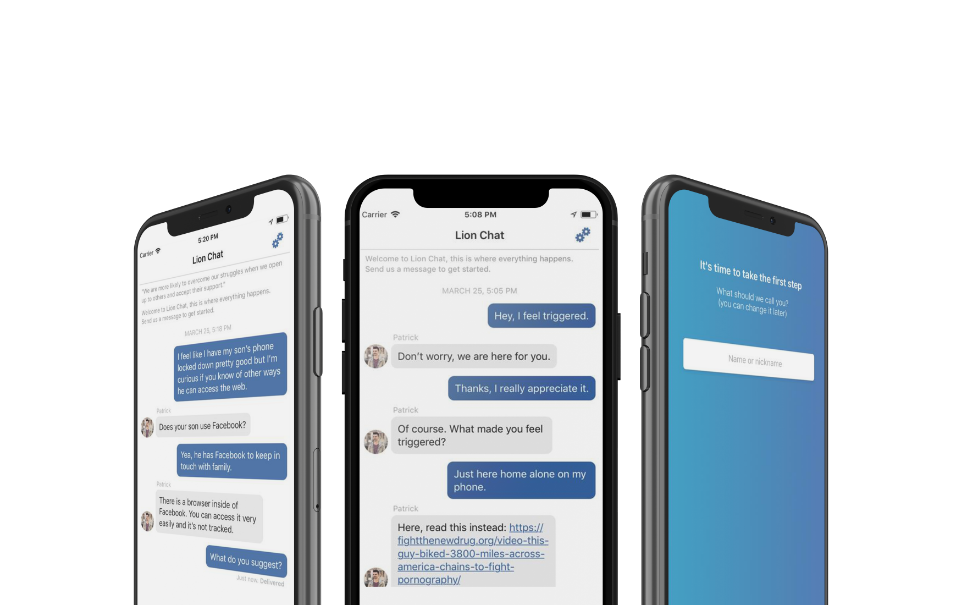 5:20 PM
Carrier
Lion Chat
"We are more likely to overcome our struggles when we open
up to others and accept their support."
Welcome to Lion Chat, this is where everything happens.
Send us a message to get started.
MARCH 25, 5:18 PM
I feel like I have my son's phone
locked down pretty good but I'm
curious if you know of other ways
he can access the web.
Patrick
Does your son use Facebook?
Yea, he has Facebook to keep in
touch with family.
Patrick
There is a browser inside of
Facebook. You can access it very
easily and it's not tracked.
What do you suggest?
Just now. Delivered
Carrier 5:08 PM
Lion Chat
Welcome to Lion Chat, this is where everything happens.
Send us a message to get started.
MARCH 25, 5:05 PM
Hey, I feel triggered.
Patrick
Don't worry, we are here for you.
Thanks, I really appreciate it.
Patrick
Of course. What made you feel
triggered?
Just here home alone on my
phone.
Patrick
Here, read this instead: https://
fightthenewdrug.org/video-this-
guy-biked-3800-miles-across-
america-chains-to-fight-
pornography/
It's time to take the first step
What should we call you?
(you can change it later)
Name or nickname